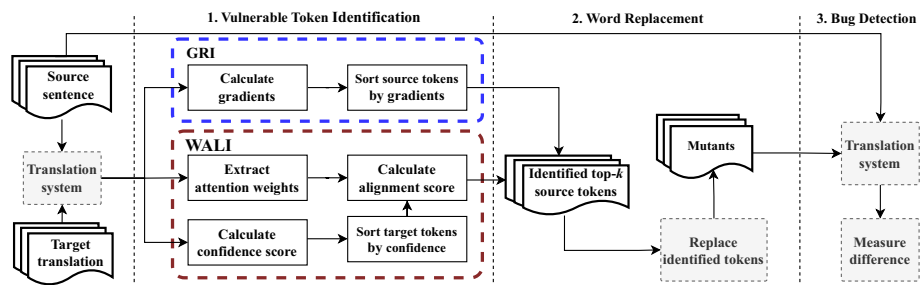 1. Vulnerable Token Identification
2. Word Replacement
3. Bug Detection
Source
sentence
Translation
system
Target
translation
GRI
Calculate
gradients
Sort source tokens
by gradients
WALI
Extract
attention weights
Calculate
alignment score
Calculate
confidence score
Sort target tokens
by confidence
Identified top-k
source tokens
Mutants
Replace
identified tokens
Translation
system
Measure
difference